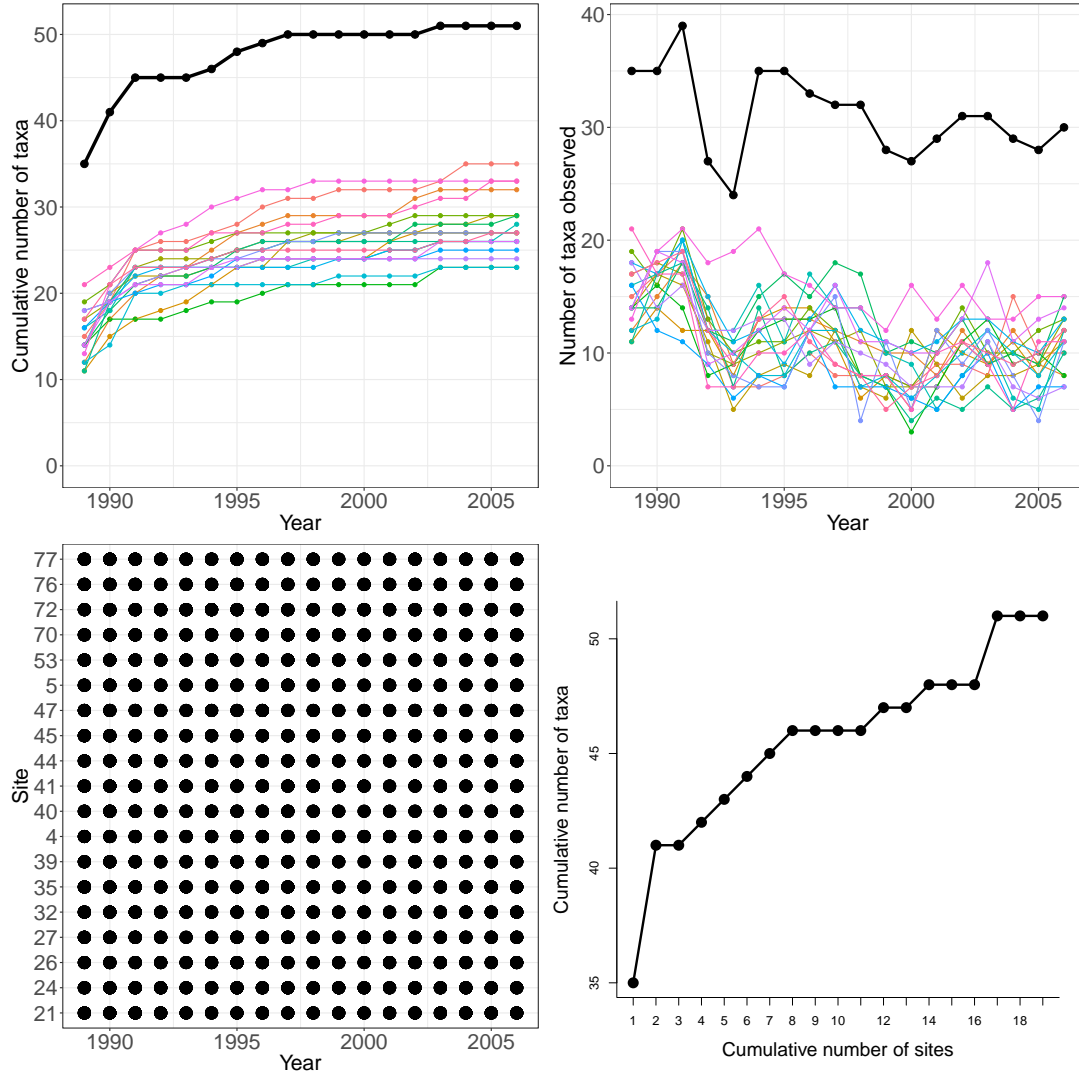 Cumulative number of taxa
50
40
30
20
10
0
1990 1995 2000 2005
Year
Number of taxa observed
40
30
20
10
0
1990 1995 2000 2005
Year
Site
77
76
72
70
53
5
47
45
44
41
40
4
39
35
32
27
26
24
21
1990 1995 2000 2005
Year
Cumulative number of taxa
50
45
40
35
1 2 3 4 5 6 7 8 9 10 12 14 16 18
Cumulative number of sites